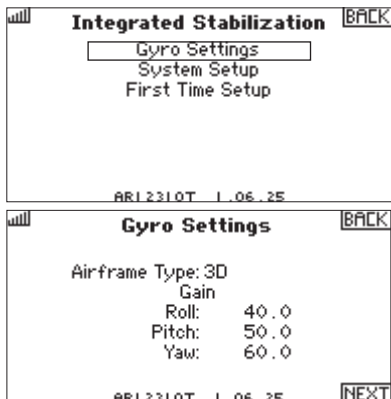 Integrated Stabilization BACK
Gyro Settings
System Setup
First Time Setup
AR12310T 1.06.25
Gyro Settings BACK
Airframe Type: 3D
Gain
Roll: 40.0
Pitch: 50.0
Yaw: 60.0
AR12310T 1.06.25 NEXT